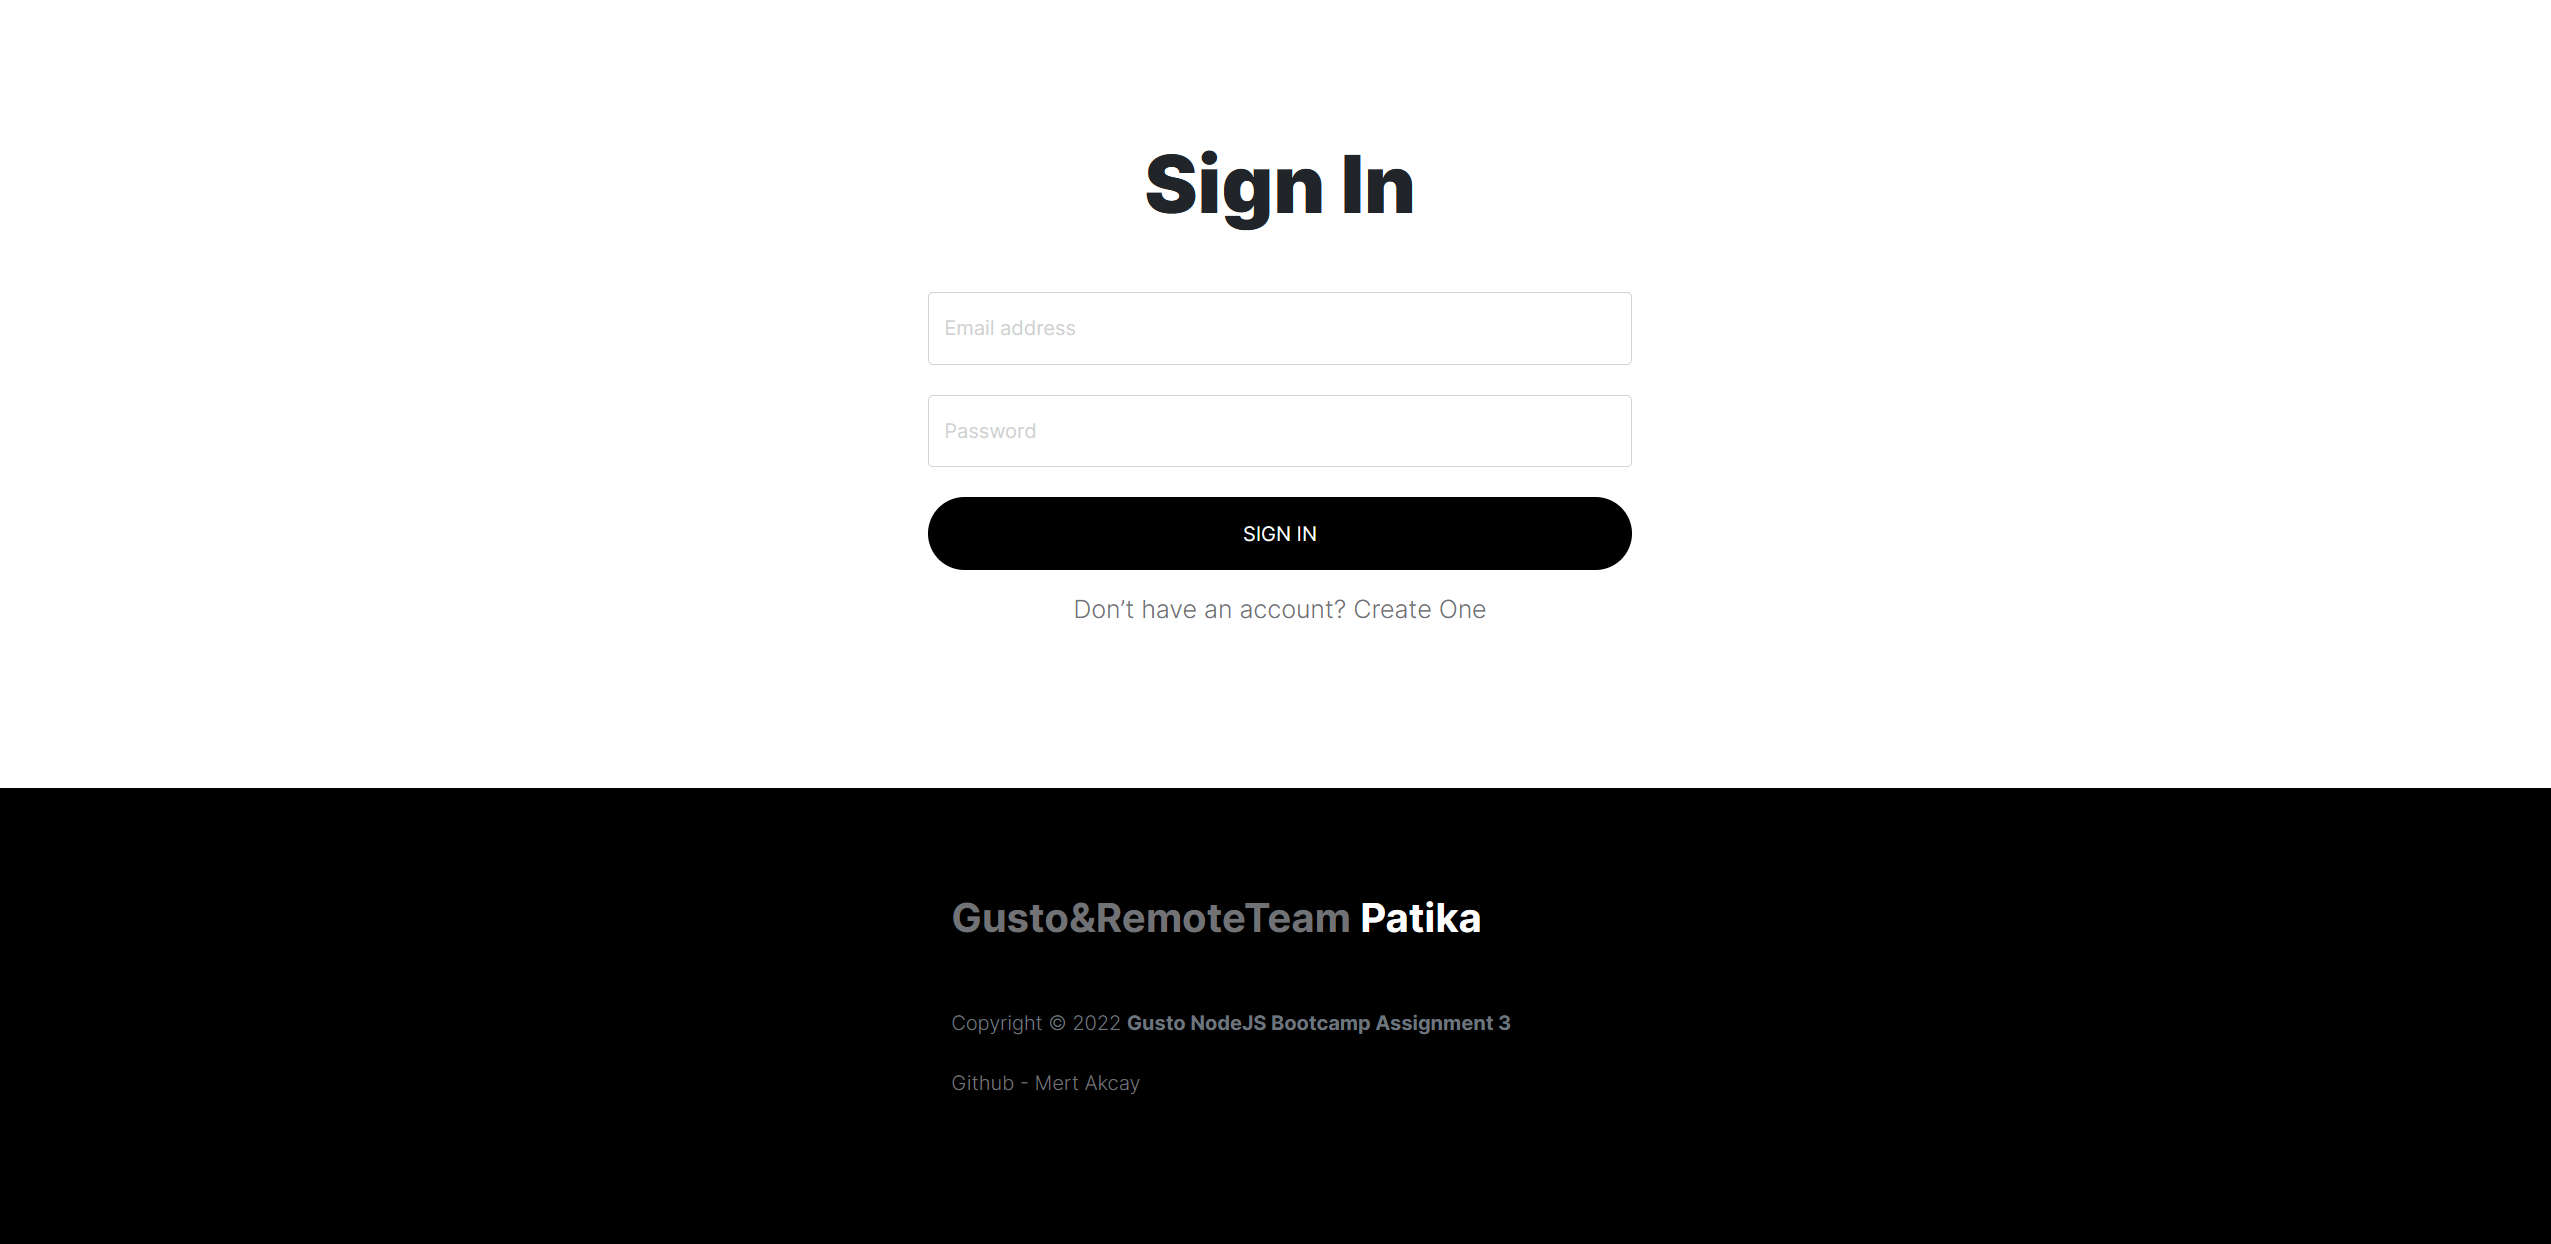 Sign In
Email address
Password
SIGN IN
Don’t have an account? Create One
Gusto&RemoteTeam Patika
Copyright © 2022 Gusto NodeJS Bootcamp Assignment 3
Github - Mert Akcay